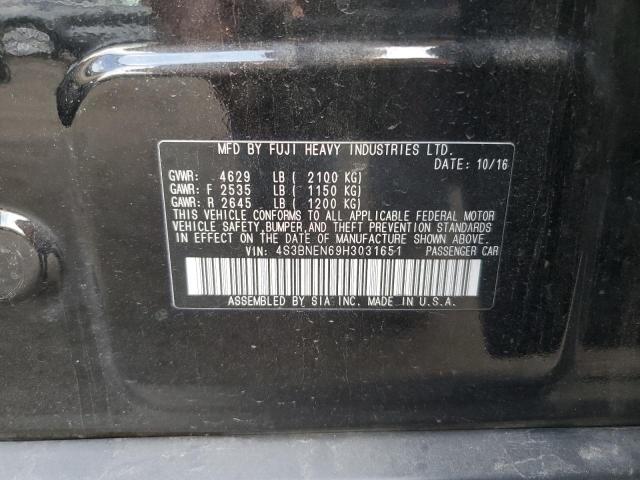 MFD BY FUJI HEAVY INDUSTRIES LTD.
DATE: 10/16
GVWR: 4629 LB ( 2100 KG)
GAWR: F 2535 LB ( 1150 KG)
GAWR: R 2645 LB ( 1200 KG)
THIS VEHICLE CONFORMS TO ALL APPLICABLE FEDERAL MOTOR
VEHICLE SAFETY, BUMPER, AND THEFT PREVENTION STANDARDS
IN EFFECT ON THE DATE OF MANUFACTURE SHOWN ABOVE.
VIN: 4S3BNEN69H3031651 PASSENGER CAR
ASSEMBLED BY SIA INC. MADE IN U.S.A.